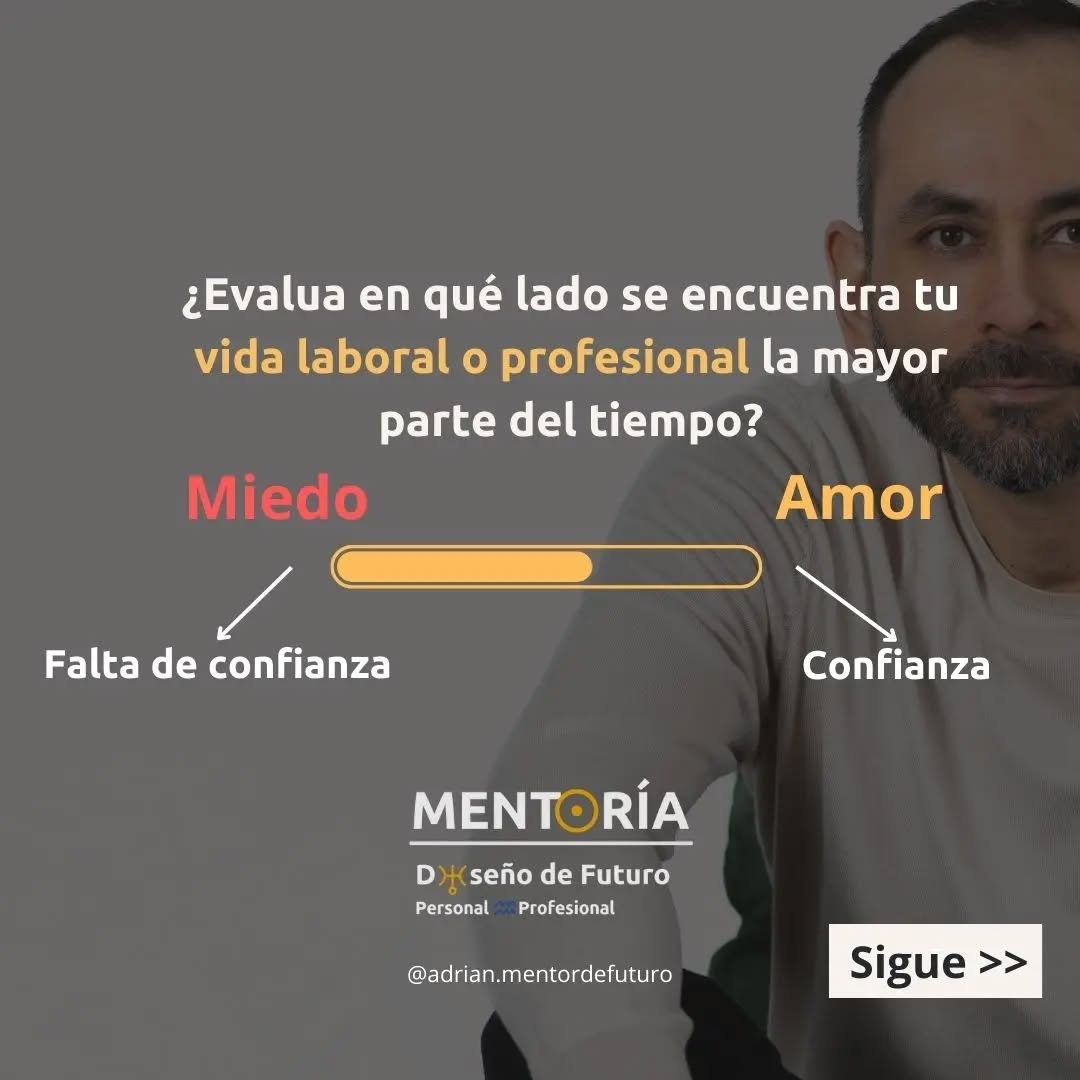 ¿Evalua en qué lado se encuentra tu
vida laboral o profesional la mayor
parte del tiempo?
Miedo
Amor
Falta de confianza
Confianza
MENTORÍA
Diseño de Futuro
Personal Profesional
@adrian.mentordefuturo
Sigue >>